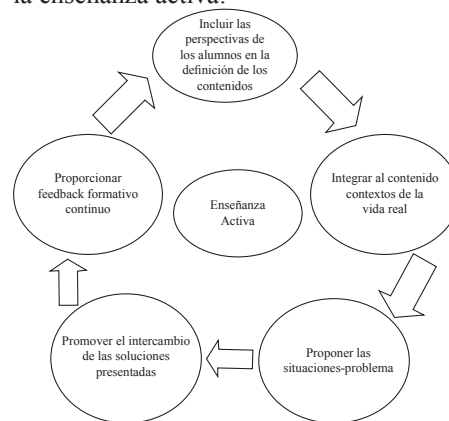 la enseñanza activa.
Incluir las
perspectivas de
los alumnos en la
definición de los
contenidos
Integrar al contenido
contextos de la
vida real
Proponer las
situaciones-problema
Promover el intercambio
de las soluciones
presentadas
Proporcionar
feedback formativo
continuo
Enseñanza
Activa